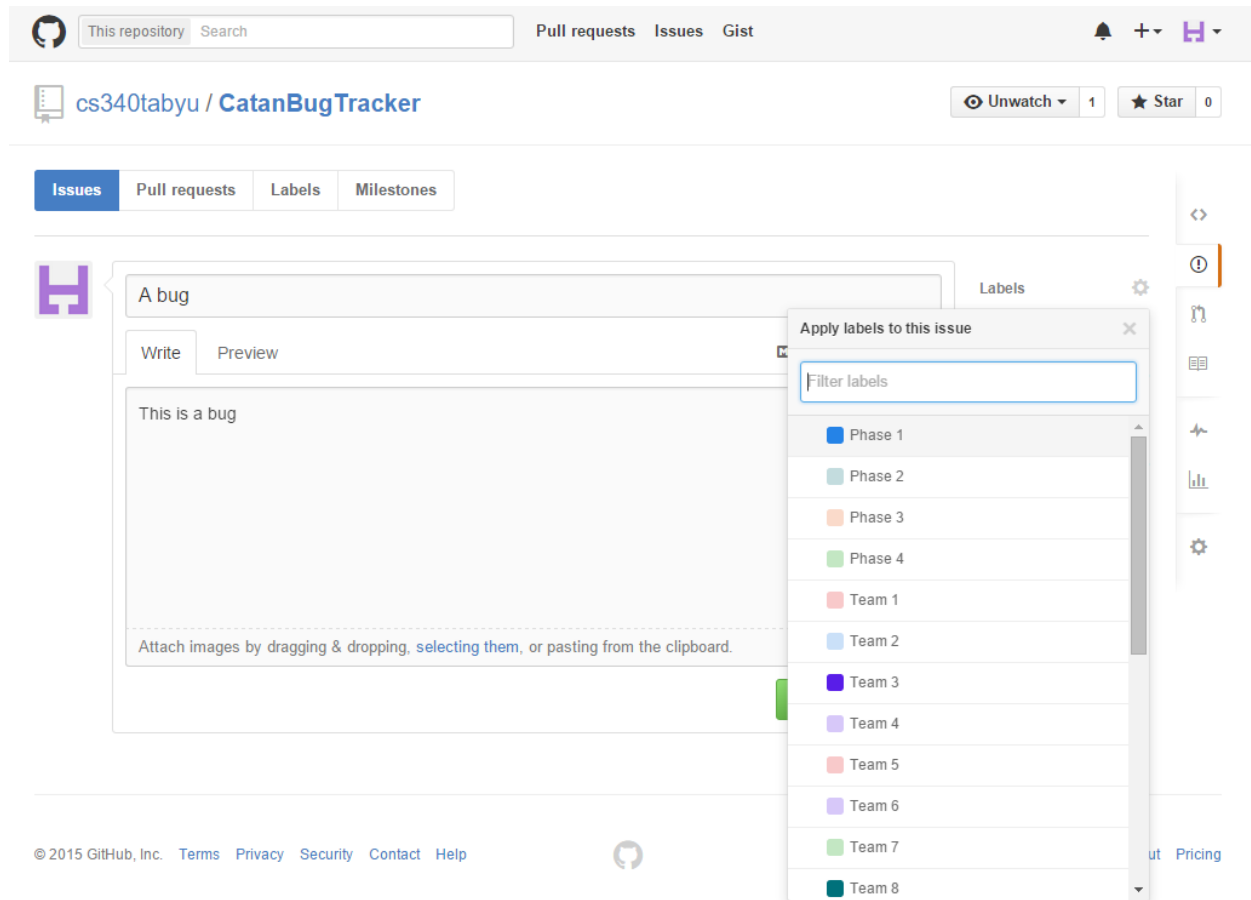 This repository Search Pull requests Issues Gist
cs340tabyu / CatanBugTracker Unwatch 1 Star 0
Issues Pull requests Labels Milestones
A bug
Labels
Apply labels to this issue
Write Preview
Filter labels
This is a bug
Phase 1
Phase 2
Phase 3
Phase 4
Team 1
Team 2
Attach images by dragging & dropping, selecting them, or pasting from the clipboard.
Team 3
Team 4
Team 5
Team 6
Team 7
© 2015 GitHub, Inc. Terms Privacy Security Contact Help Pricing
Team 8